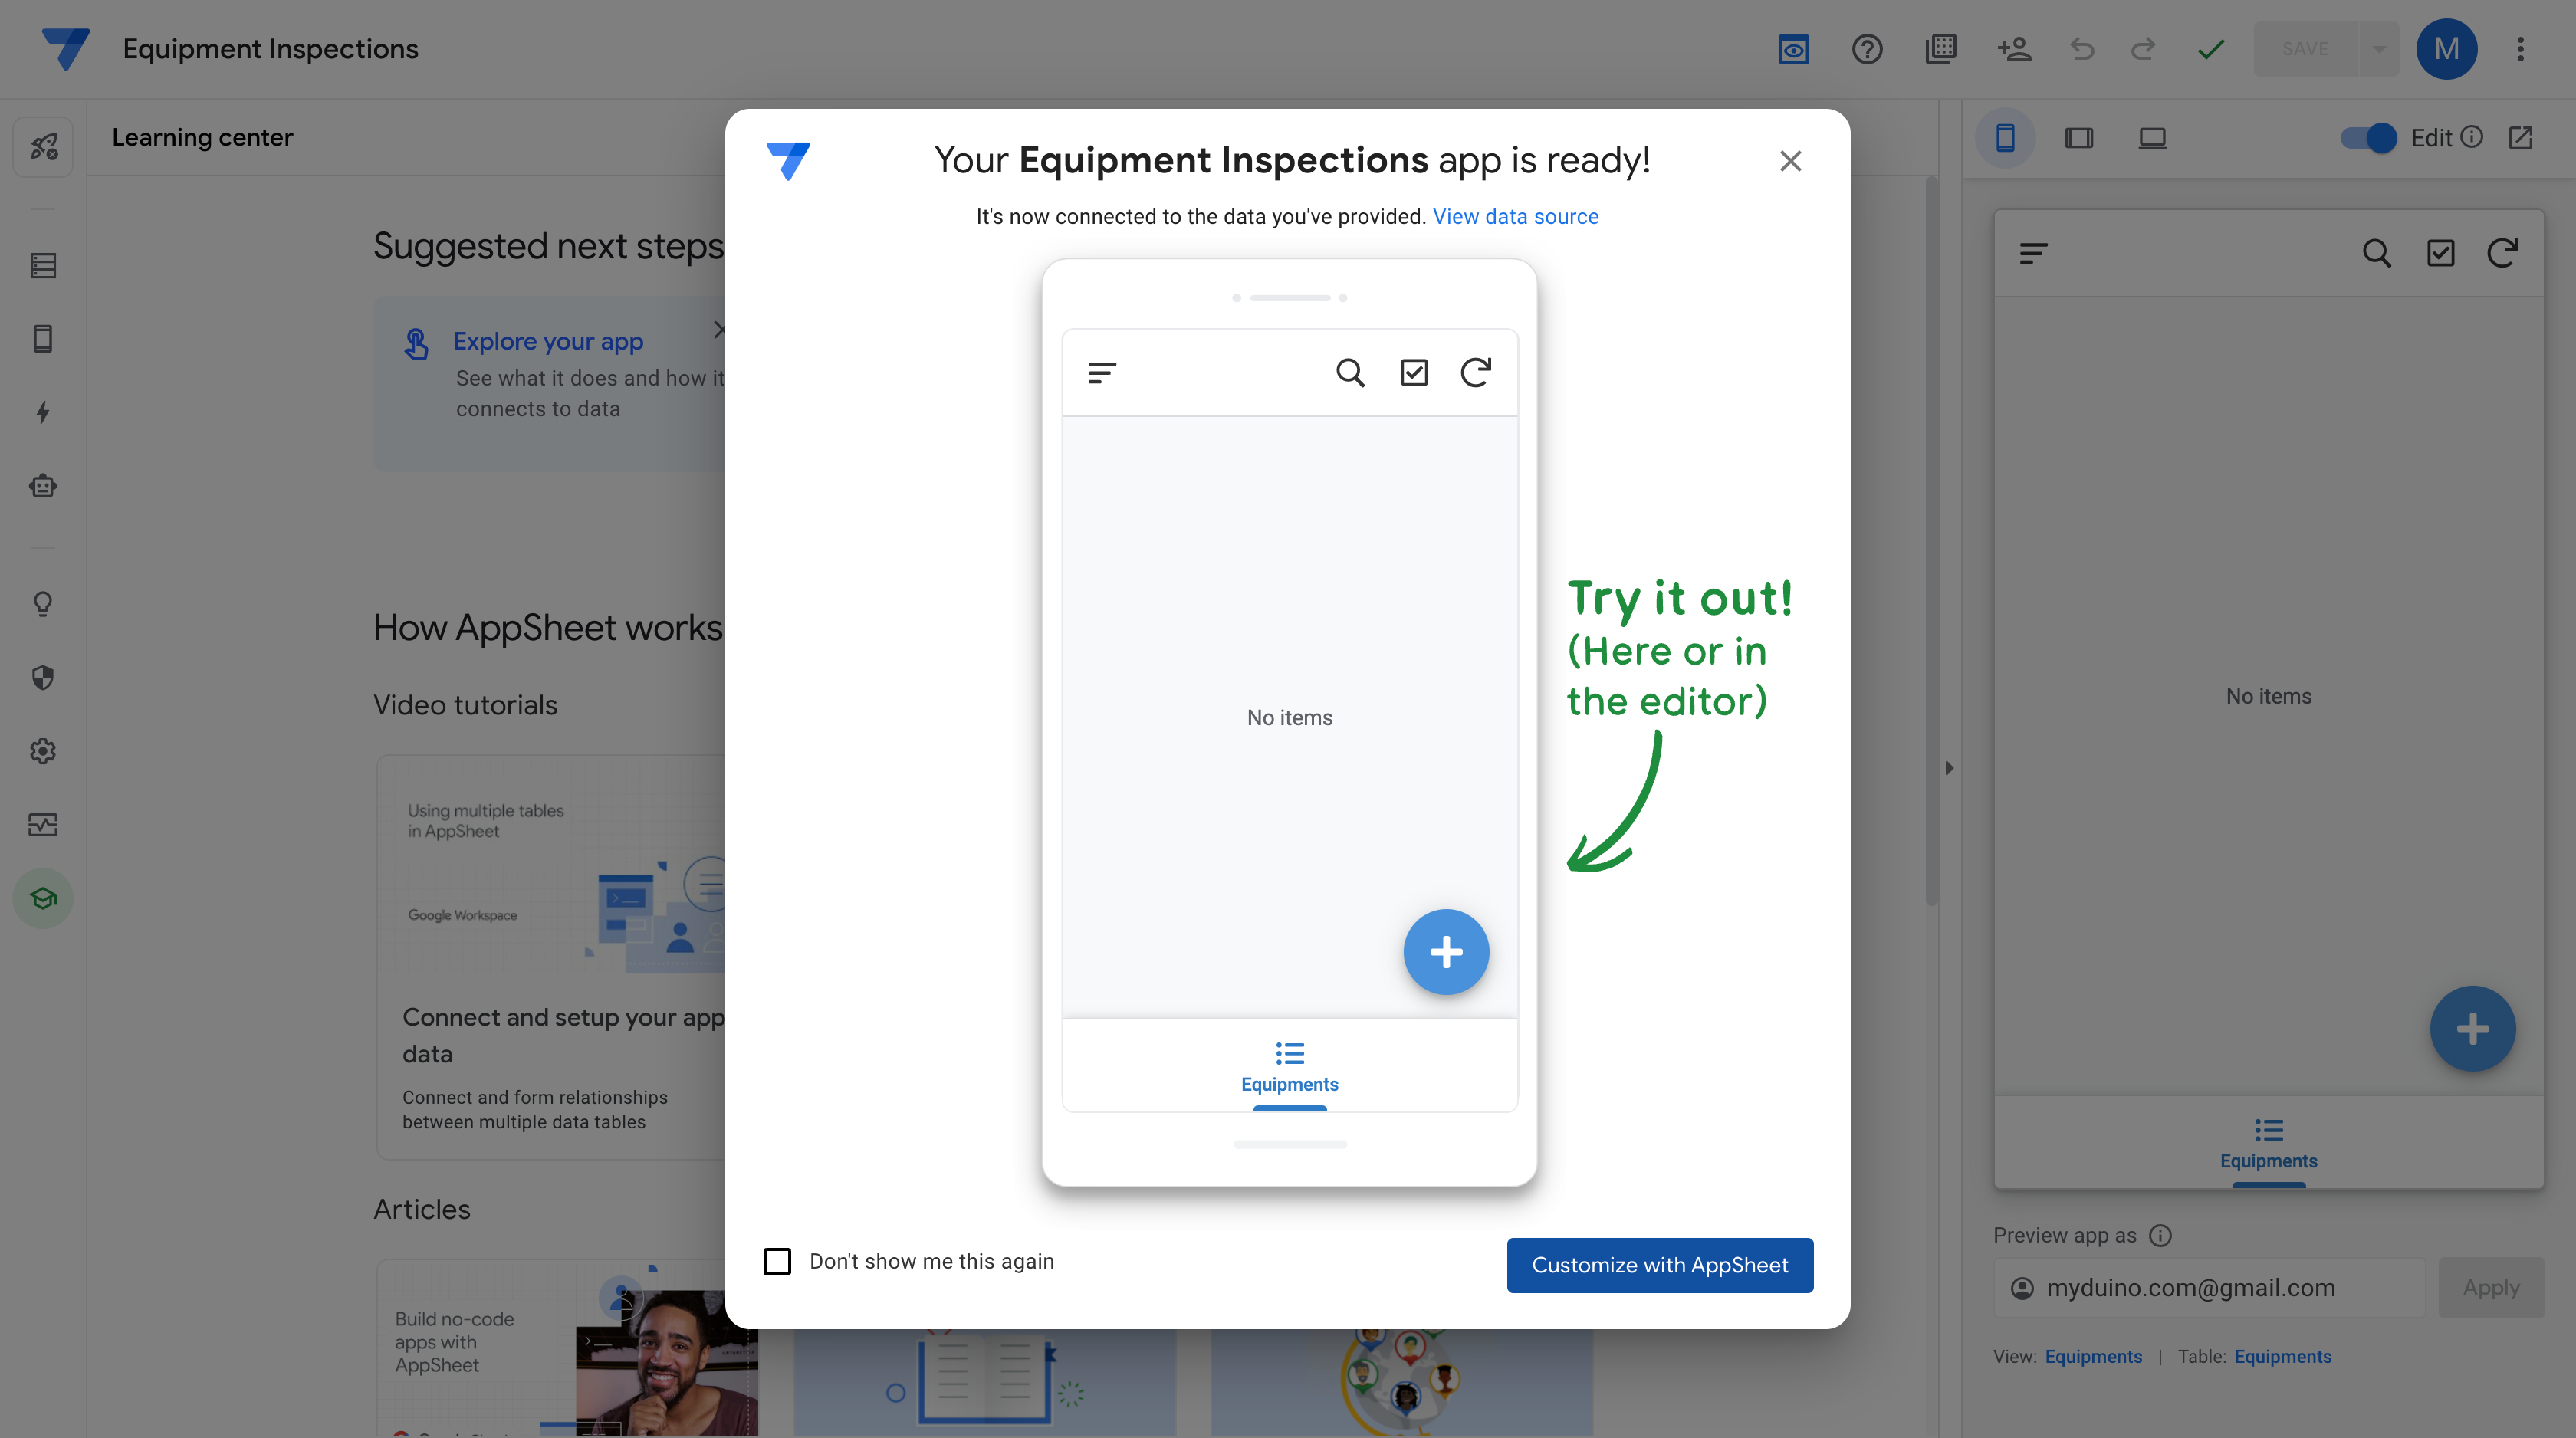 Equipment Inspections
SAVE
M
Learning center
Edit
Suggested next steps
Explore your app
See what it does and how it
connects to data
How AppSheet works
Video tutorials
Using multiple tables
in AppSheet
Google Workspace
Connect and setup your app
data
Connect and form relationships
between multiple data tables
Articles
Build no-code
apps with
AppSheet
Your Equipment Inspections app is ready!
It's now connected to the data you've provided. View data source
No items
Equipments
Try it out!
(Here or in
the editor)
Don't show me this again
Customize with AppSheet
No items
Equipments
Preview app as
myduino.com@gmail.com
Apply
View: Equipments | Table: Equipments